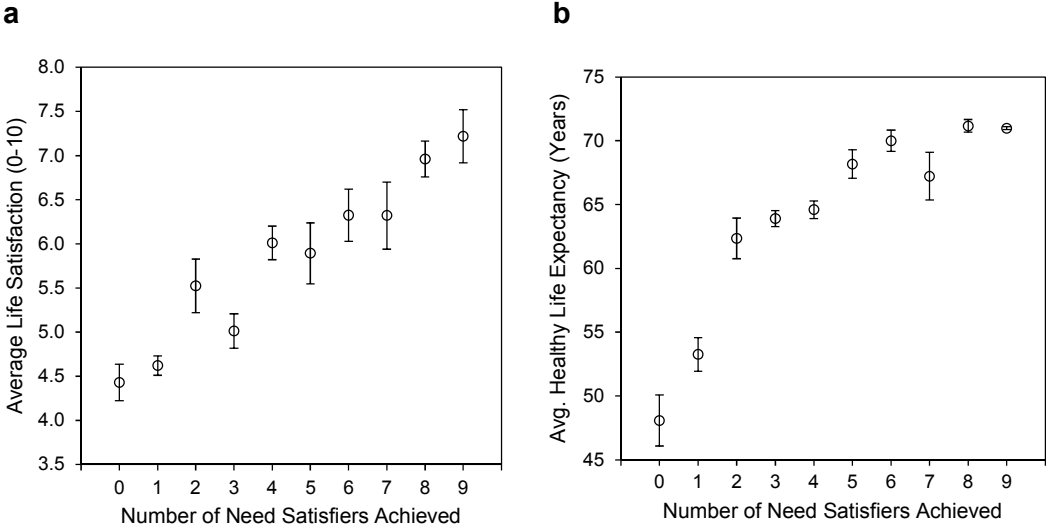 a
8.0
7.5
7.0
6.5
6.0
5.5
5.0
4.5
4.0
3.5
Average Life Satisfaction (0-10)
0 1 2 3 4 5 6 7 8 9
Number of Need Satisfiers Achieved
b
75
70
65
60
55
50
45
Avg. Healthy Life Expectancy (Years)
0 1 2 3 4 5 6 7 8 9
Number of Need Satisfiers Achieved